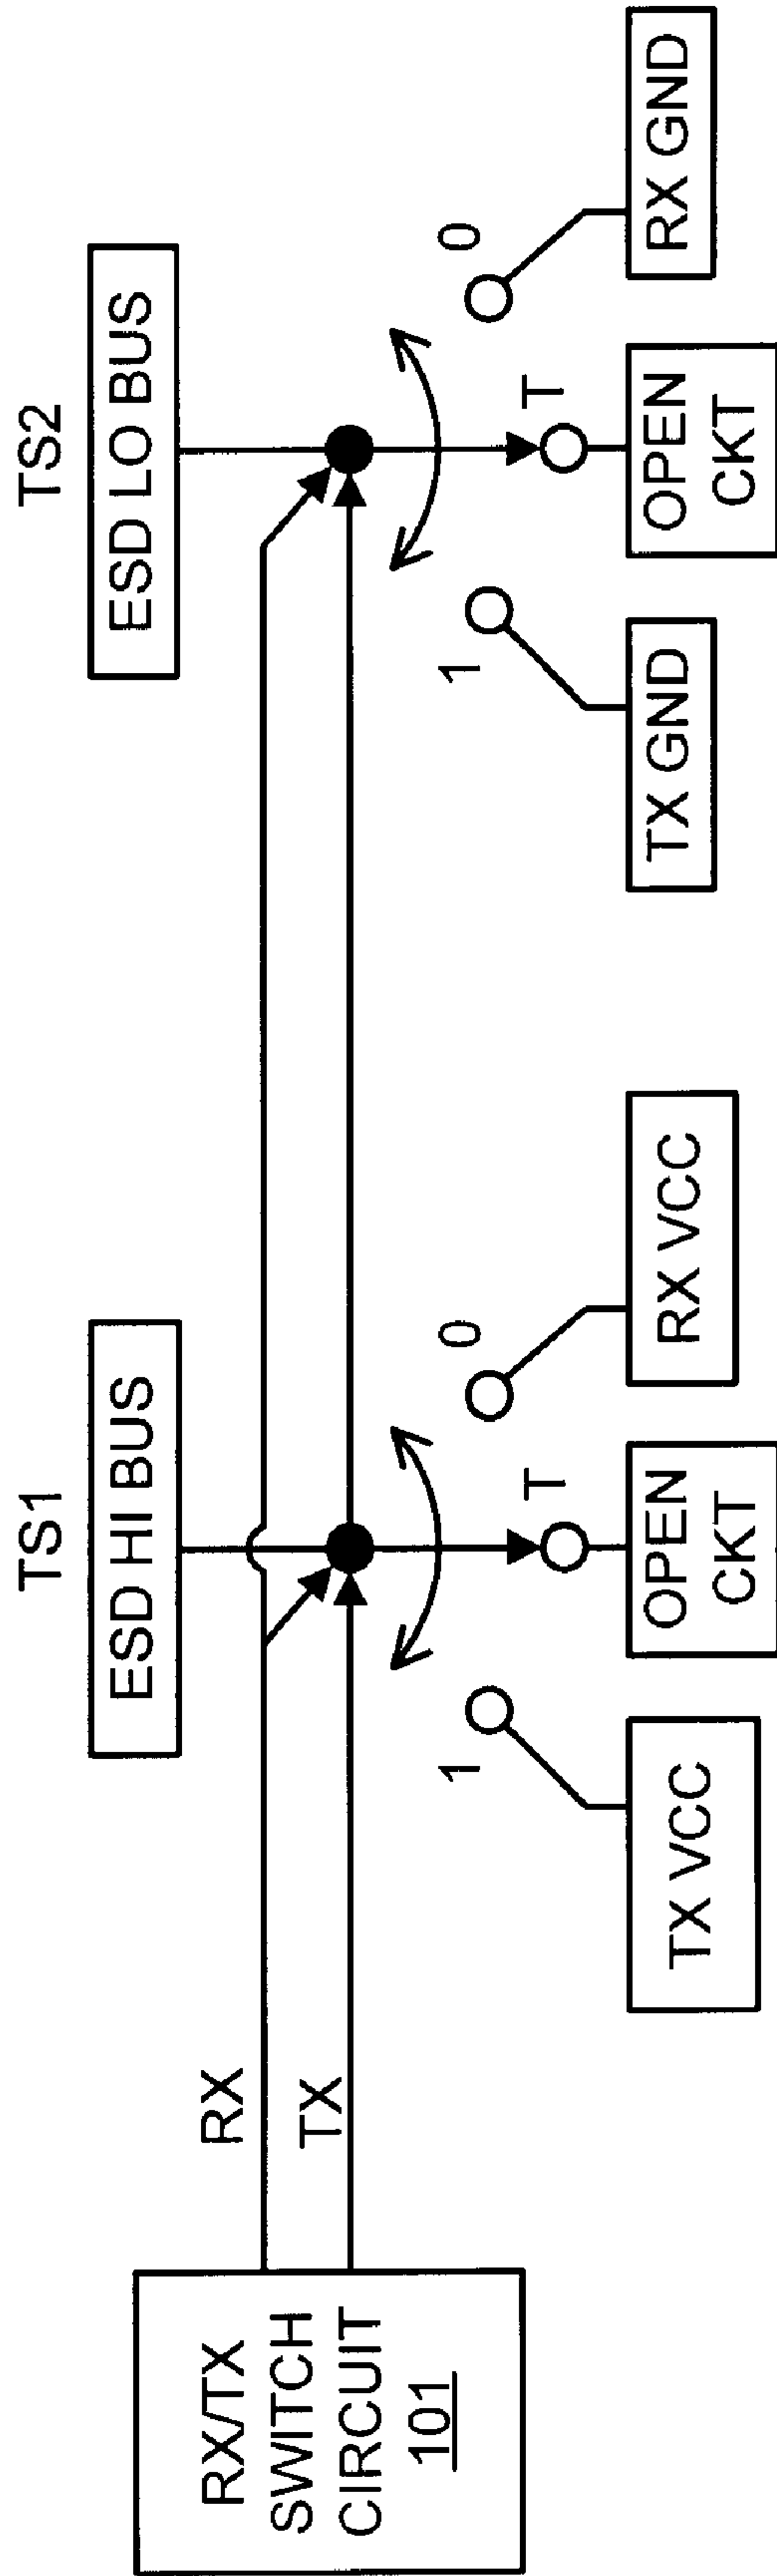 TS1
TS2
ESD HI BUS
ESD LO BUS
RX
TX
RX/TX
SWITCH
CIRCUIT
101
1
T
0
1
T
0
TX VCC
OPEN
CKT
RX VCC
TX GND
OPEN
CKT
RX GND